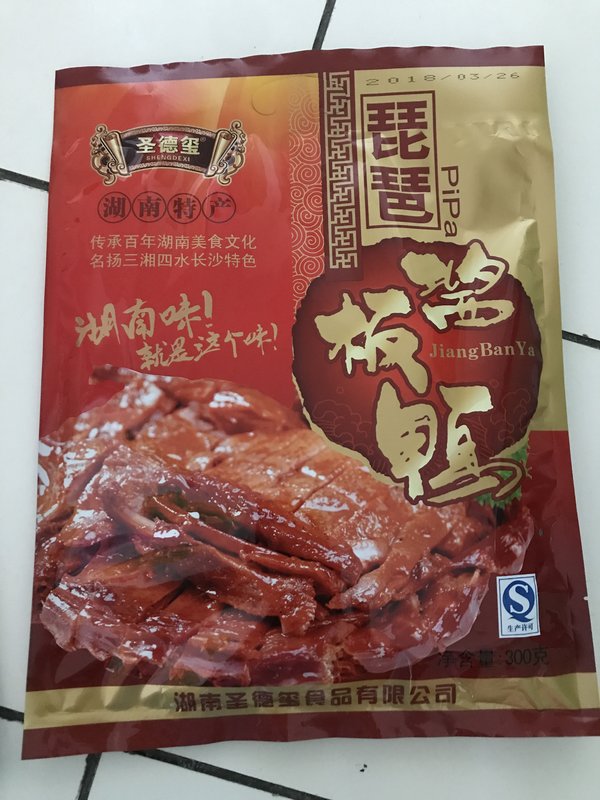 2018/03/26
圣德玺®
SHENGDEXI
湖南特产
传承百年湖南美食文化
名扬三湘四水长沙特色
湖南味!
就是这个味!
琵琶
PiPa
酱板鸭
JiangBanYa
S
生产许可
净含量:300克
湖南圣德玺食品有限公司